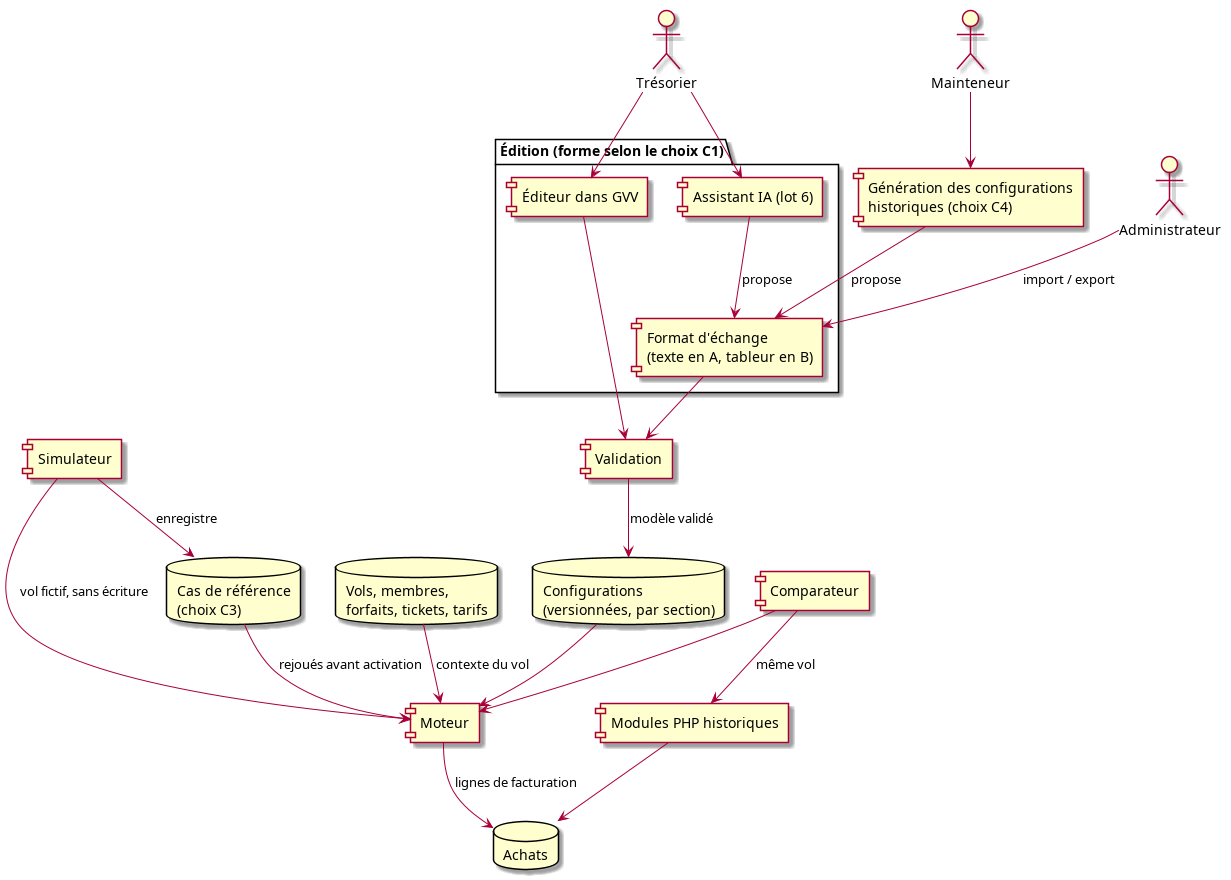 Trésorier
Mainteneur
Édition (forme selon le choix C1)
Éditeur dans GVV
Assistant IA (lot 6)
Génération des configurations
historiques (choix C4)
Administrateur
propose
propose
import / export
Format d'échange
(texte en A, tableur en B)
Simulateur
Validation
enregistre
modèle validé
vol fictif, sans écriture
Cas de référence
(choix C3)
Vols, membres,
forfaits, tickets, tarifs
Configurations
(versionnées, par section)
Comparateur
rejoués avant activation
contexte du vol
même vol
Moteur
Modules PHP historiques
lignes de facturation
Achats